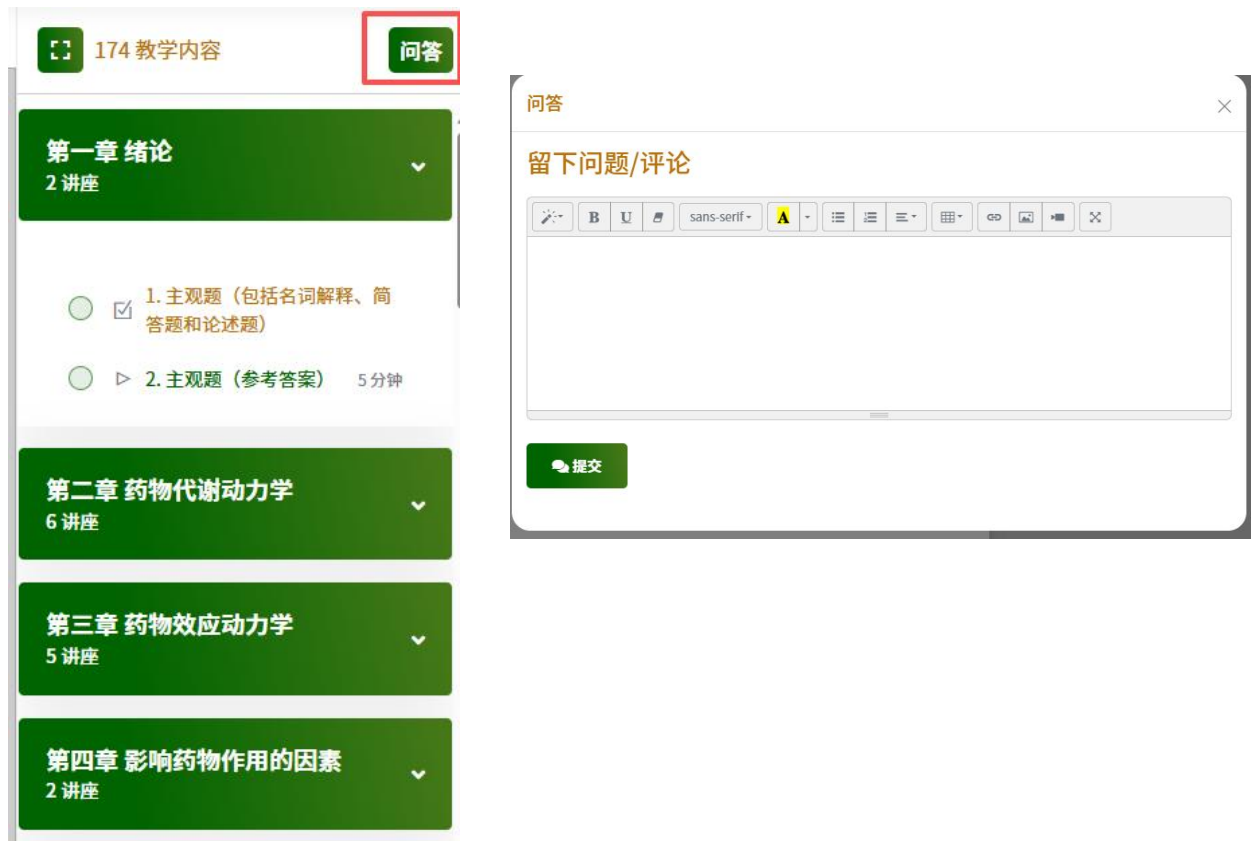 174 教学内容
问答
第一章 绪论
2 讲座
1. 主观题（包括名词解释、简
答题和论述题）
2. 主观题（参考答案） 5 分钟
第二章 药物代谢动力学
6 讲座
第三章 药物效应动力学
5 讲座
第四章 影响药物作用的因素
2 讲座
问答
留下问题/评论
B U sans-serif A
提交